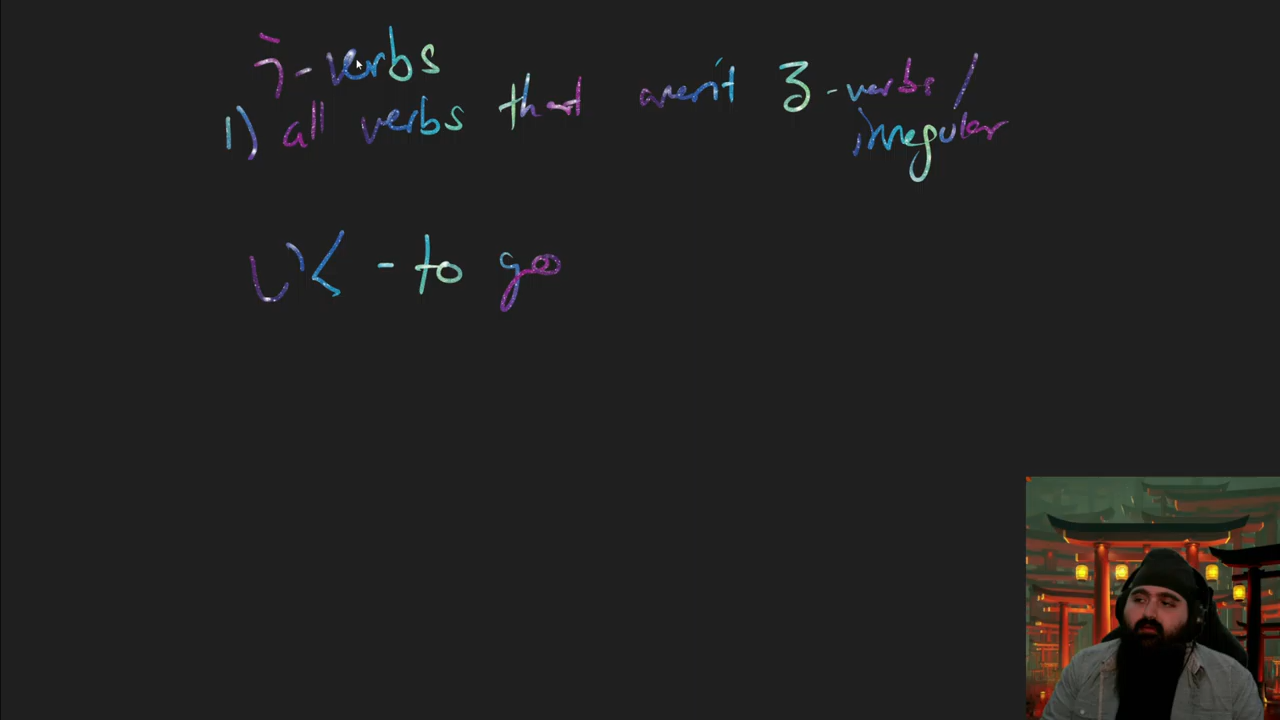 う-verbs
1) all verbs that aren't る-verbs /
irregular
いく - to go